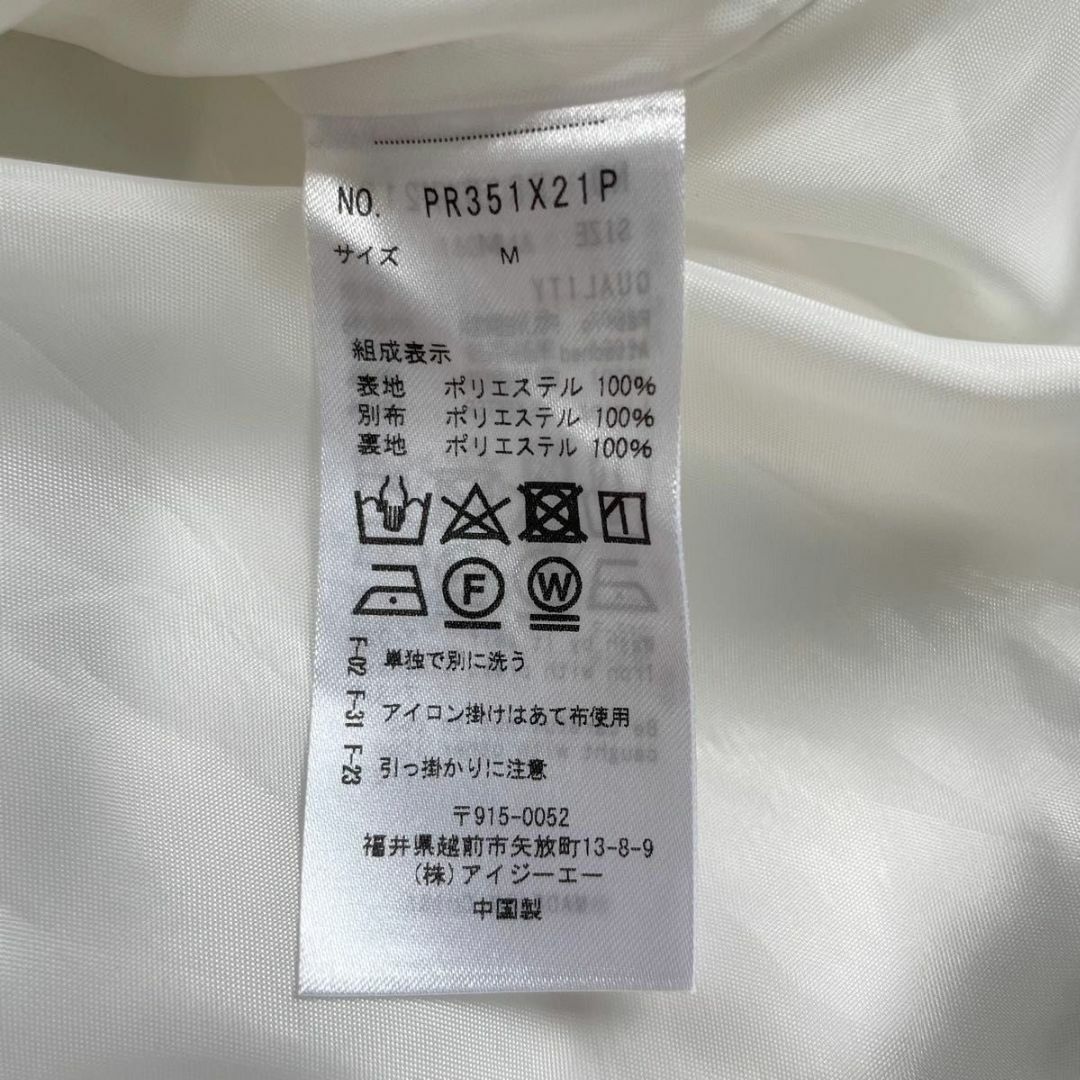 NO. PR351X21P
サイズ M
組成表示
表地 ポリエステル 100%
別布 ポリエステル 100%
裏地 ポリエステル 100%
F W
F-02 単独で別に洗う
F-31 アイロン掛けはあて布使用
F-23 引っ掛かりに注意
〒915-0052
福井県越前市矢放町13-8-9
(株)アイジーエー
中国製